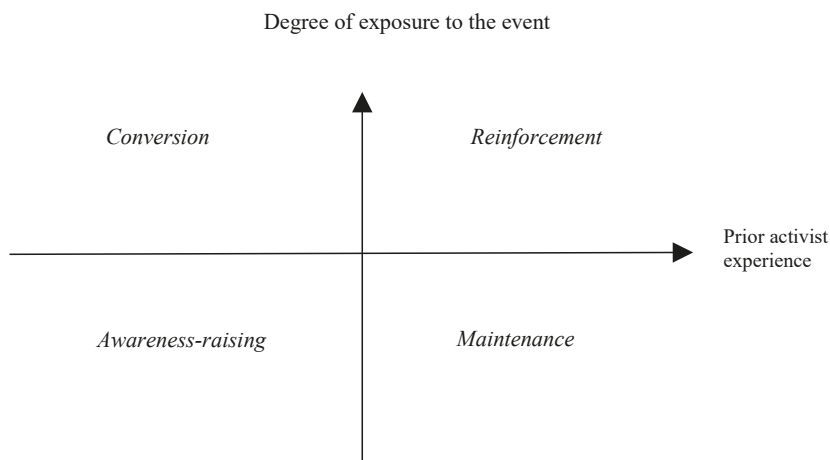 Degree of exposure to the event
Conversion
Reinforcement
Prior activist
experience
Awareness-raising
Maintenance